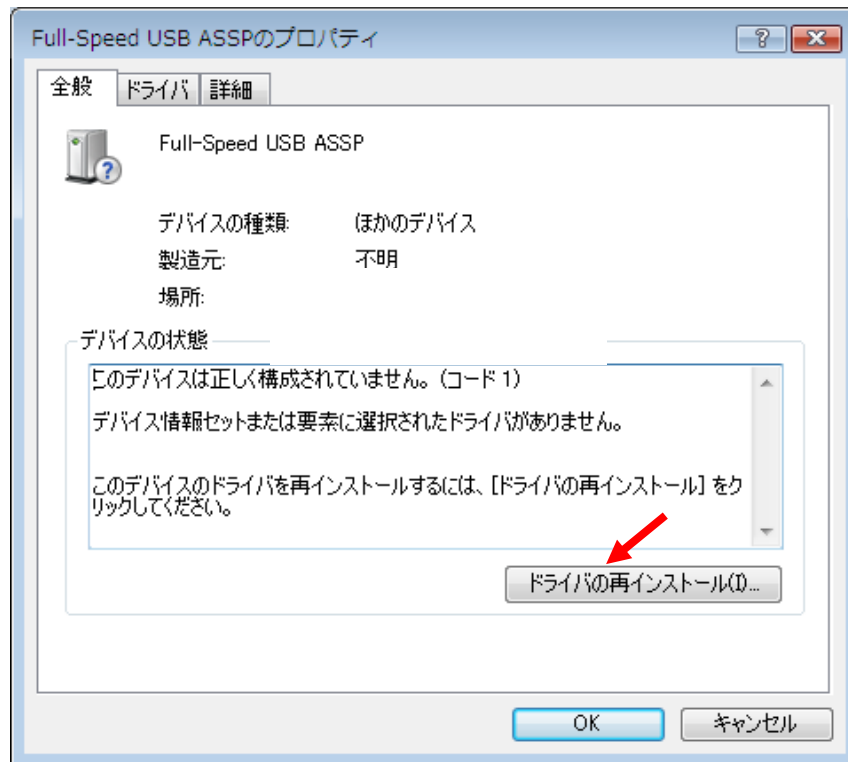 Full-Speed USB ASSPのプロパティ
全般 ドライバ 詳細
Full-Speed USB ASSP
デバイスの種類: ほかのデバイス
製造元: 不明
場所:
デバイスの状態
このデバイスは正しく構成されていません。(コード 1)
デバイス情報セットまたは要素に選択されたドライバがありません。
このデバイスのドライバを再インストールするには、[ドライバの再インストール] をク
リックしてください。
ドライバの再インストール(I)...
OK キャンセル